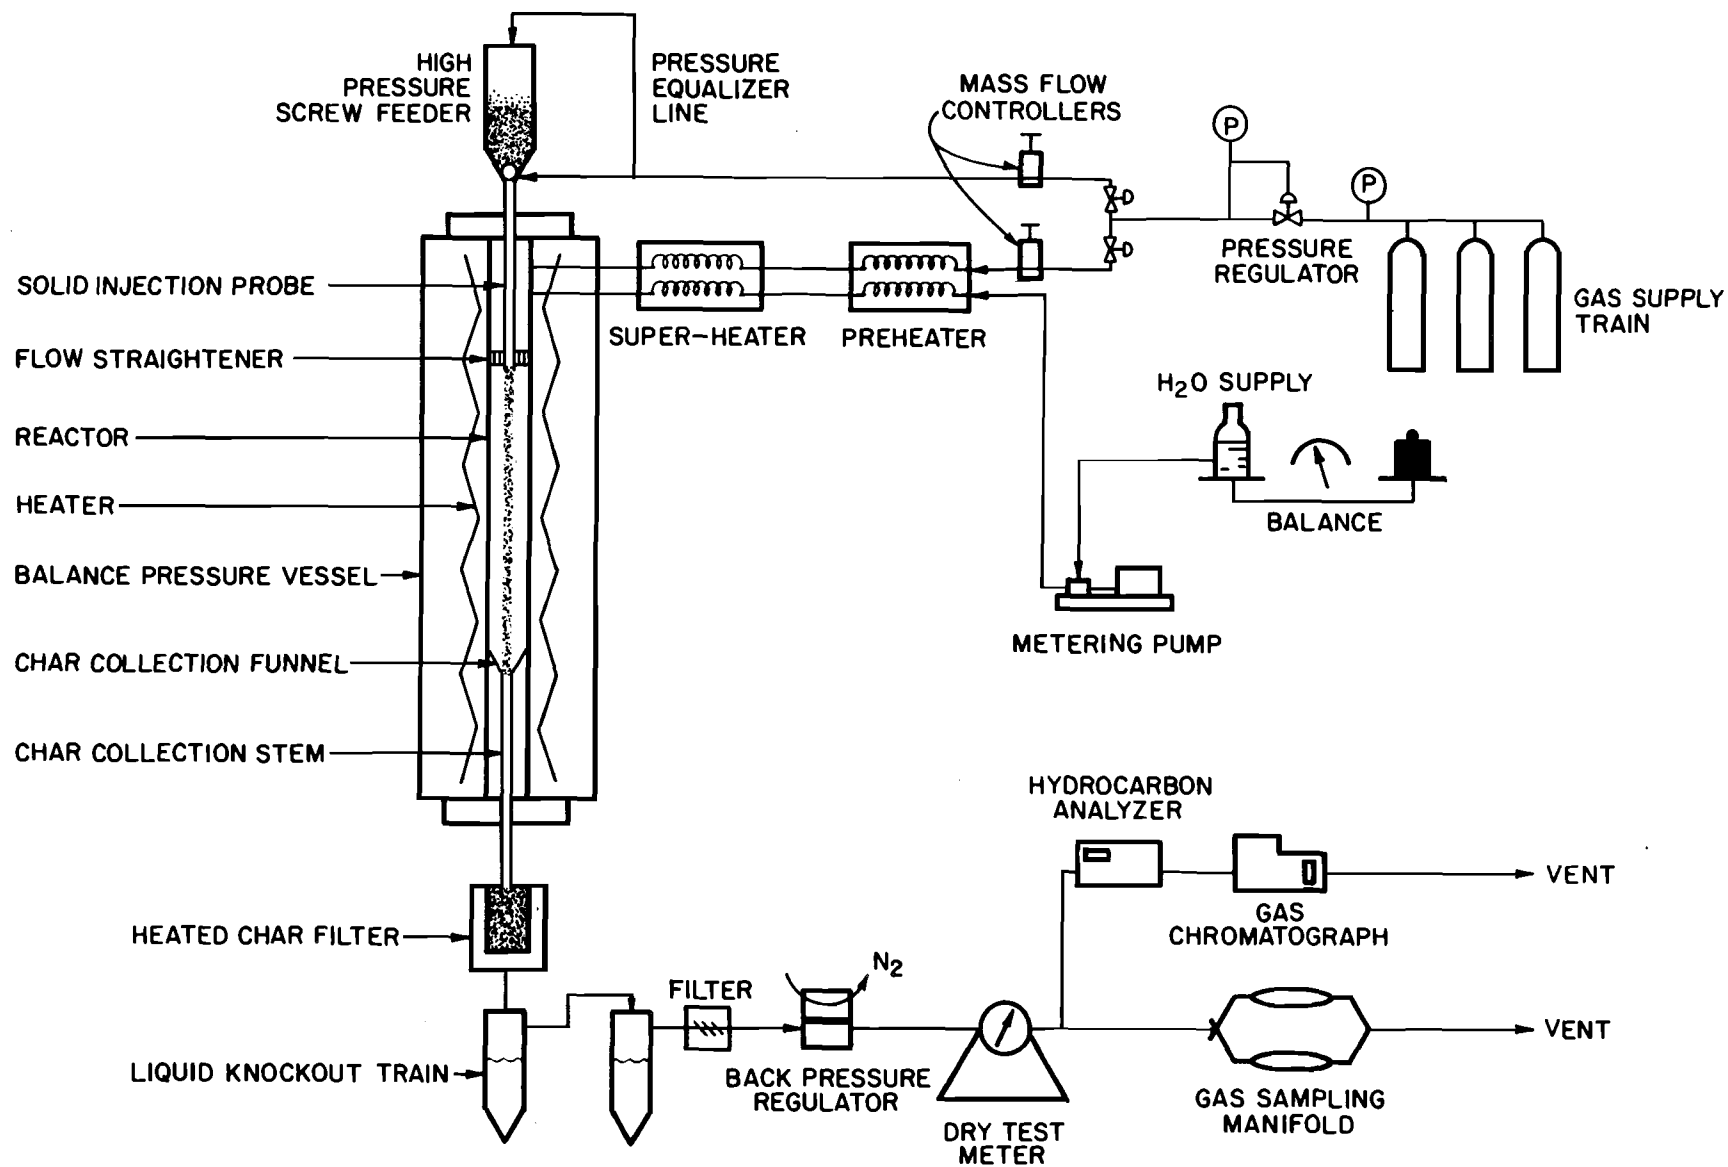 HIGH
PRESSURE
SCREW FEEDER
PRESSURE
EQUALIZER
LINE
MASS FLOW
CONTROLLERS
P
P
PRESSURE
REGULATOR
GAS SUPPLY
TRAIN
SOLID INJECTION PROBE
SUPER-HEATER
PREHEATER
FLOW STRAIGHTENER
H2O SUPPLY
REACTOR
HEATER
BALANCE
BALANCE PRESSURE VESSEL
METERING PUMP
CHAR COLLECTION FUNNEL
CHAR COLLECTION STEM
HYDROCARBON
ANALYZER
VENT
GAS
CHROMATOGRAPH
HEATED CHAR FILTER
N2
FILTER
VENT
LIQUID KNOCKOUT TRAIN
BACK PRESSURE
REGULATOR
GAS SAMPLING
MANIFOLD
DRY TEST
METER